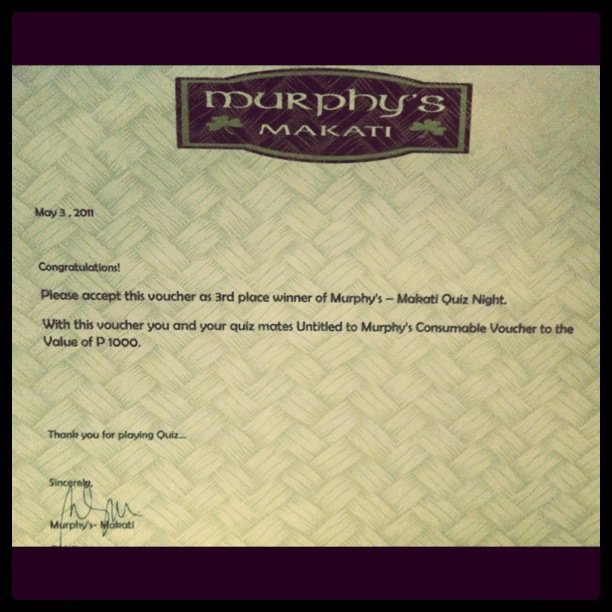 murphy's
MAKATI
May 3 , 2011
Congratulations!
Please accept this voucher as 3rd place winner of Murphy's – Makati Quiz Night.
With this voucher you and your quiz mates Untitled to Murphy's Consumable Voucher to the
Value of P 1000.
Thank you for playing Quiz...
Sincerely,
Murphy's- Makati